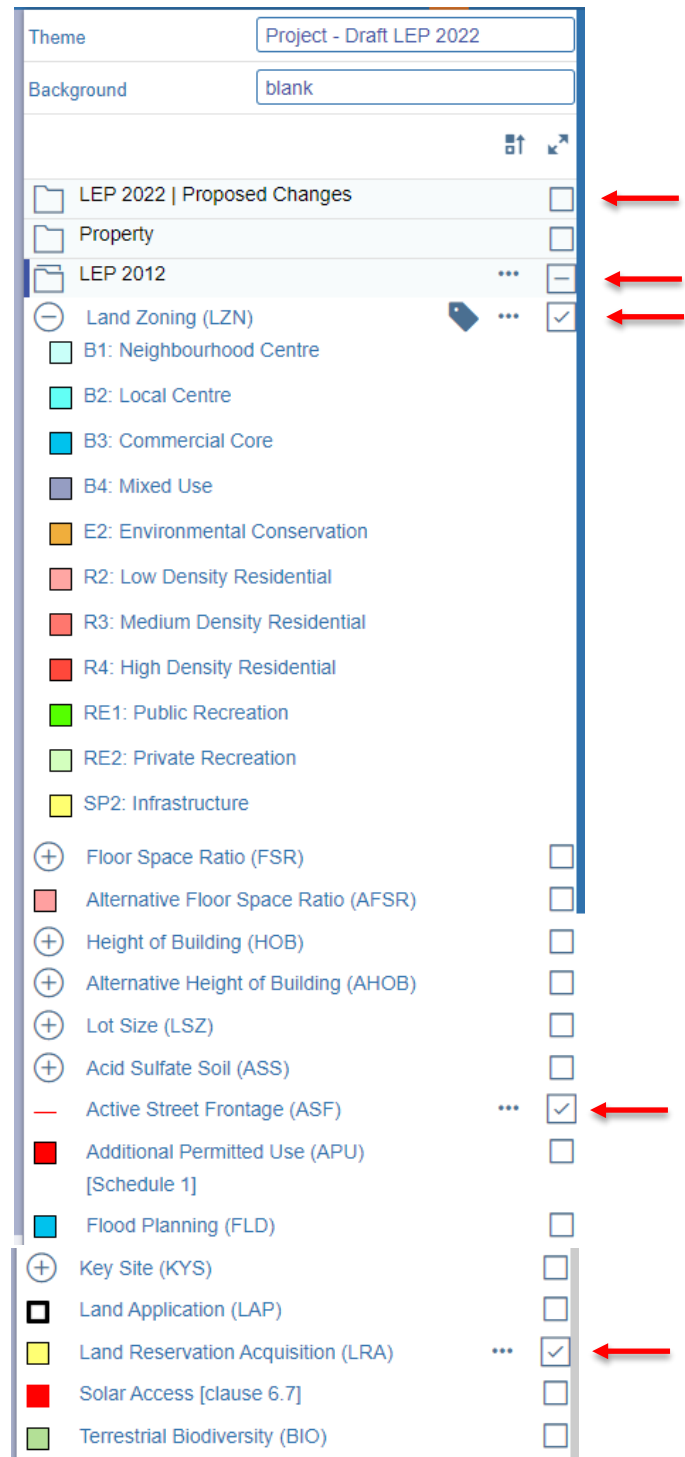 Theme Project - Draft LEP 2022
Background blank
LEP 2022 | Proposed Changes
Property
LEP 2012
Land Zoning (LZN)
B1: Neighbourhood Centre
B2: Local Centre
B3: Commercial Core
B4: Mixed Use
E2: Environmental Conservation
R2: Low Density Residential
R3: Medium Density Residential
R4: High Density Residential
RE1: Public Recreation
RE2: Private Recreation
SP2: Infrastructure
Floor Space Ratio (FSR)
Alternative Floor Space Ratio (AFSR)
Height of Building (HOB)
Alternative Height of Building (AHOB)
Lot Size (LSZ)
Acid Sulfate Soil (ASS)
Active Street Frontage (ASF)
Additional Permitted Use (APU)
[Schedule 1]
Flood Planning (FLD)
Key Site (KYS)
Land Application (LAP)
Land Reservation Acquisition (LRA)
Solar Access [clause 6.7]
Terrestrial Biodiversity (BIO)